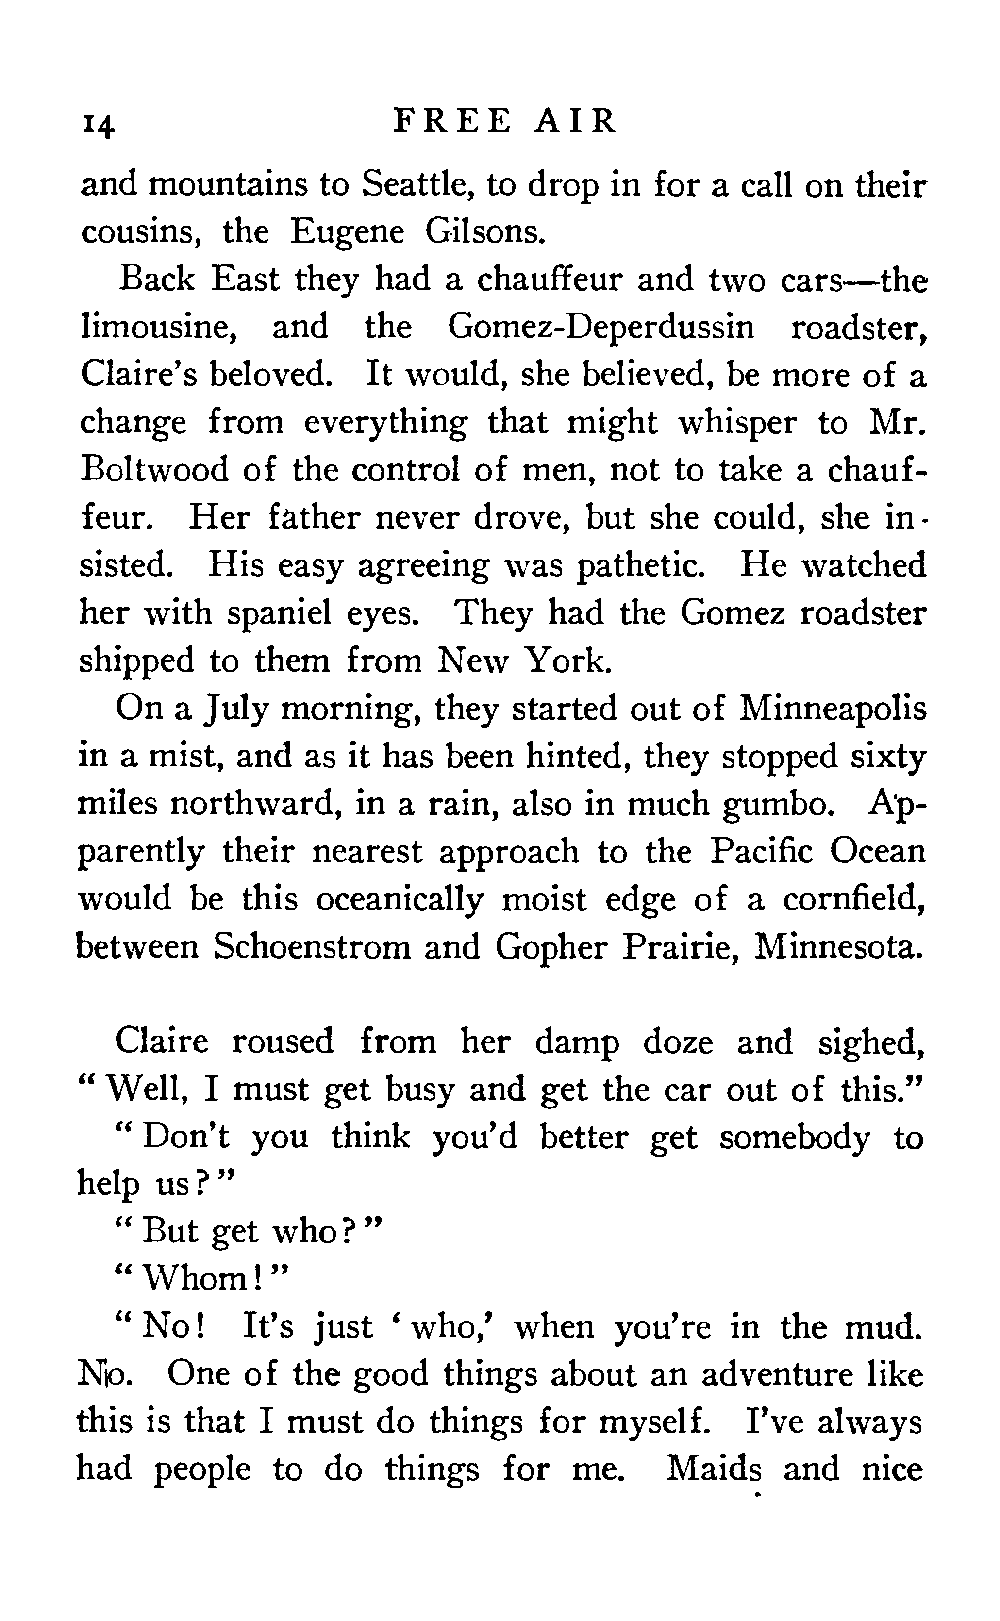 14 FREE AIR
and mountains to Seattle, to drop in for a call on their
cousins, the Eugene Gilsons.
Back East they had a chauffeur and two cars—the
limousine, and the Gomez-Deperdussin roadster,
Claire's beloved. It would, she believed, be more of a
change from everything that might whisper to Mr.
Boltwood of the control of men, not to take a chauf-
feur. Her father never drove, but she could, she in-
sisted. His easy agreeing was pathetic. He watched
her with spaniel eyes. They had the Gomez roadster
shipped to them from New York.
On a July morning, they started out of Minneapolis
in a mist, and as it has been hinted, they stopped sixty
miles northward, in a rain, also in much gumbo. Ap-
parently their nearest approach to the Pacific Ocean
would be this oceanically moist edge of a cornfield,
between Schoenstrom and Gopher Prairie, Minnesota.
Claire roused from her damp doze and sighed,
“Well, I must get busy and get the car out of this.”
“Don't you think you'd better get somebody to
help us?”
“But get who?”
“Whom!”
“No! It's just ‘who,’ when you're in the mud.
No. One of the good things about an adventure like
this is that I must do things for myself. I've always
had people to do things for me. Maids and nice